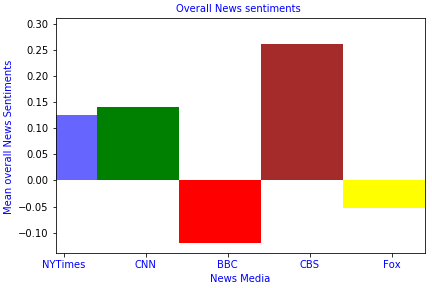 Overall News sentiments
Mean overall News Sentiments
0.30
0.25
0.20
0.15
0.10
0.05
0.00
−0.05
−0.10
NYTimes CNN BBC CBS Fox
News Media